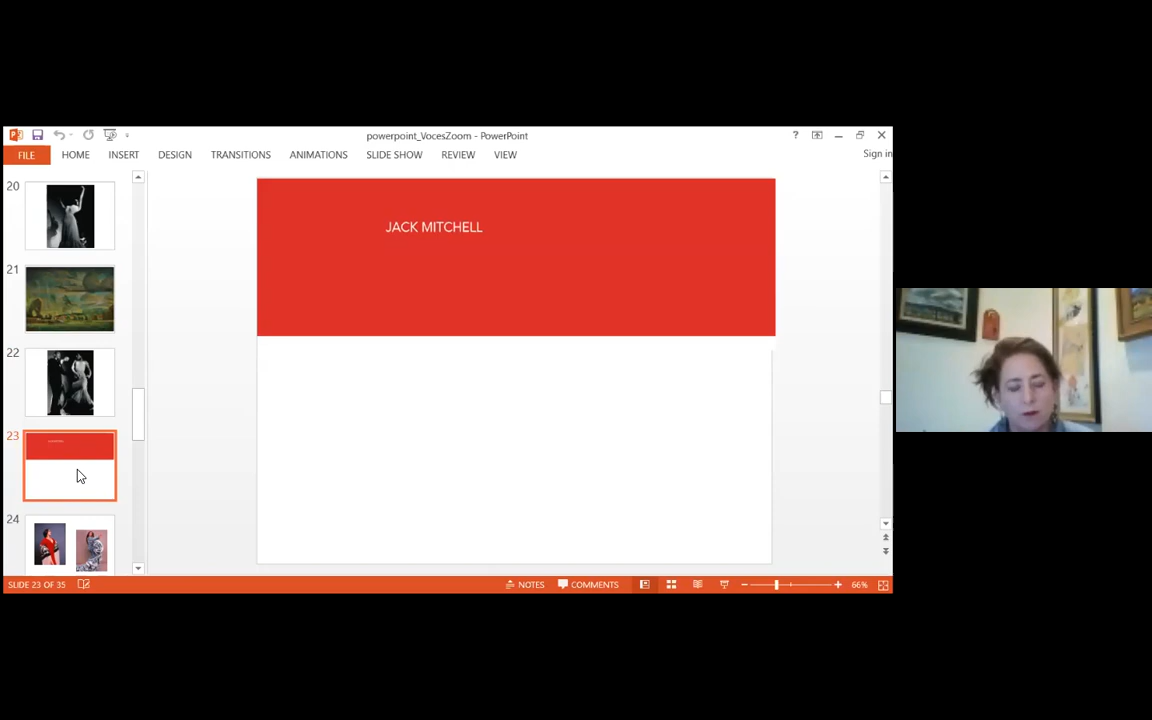 powerpoint_VocesZoom - PowerPoint
?
FILE HOME INSERT DESIGN TRANSITIONS ANIMATIONS SLIDE SHOW REVIEW VIEW Sign in
20
21
22
23
24
JACK MITCHELL
SLIDE 23 OF 35 NOTES COMMENTS 66%